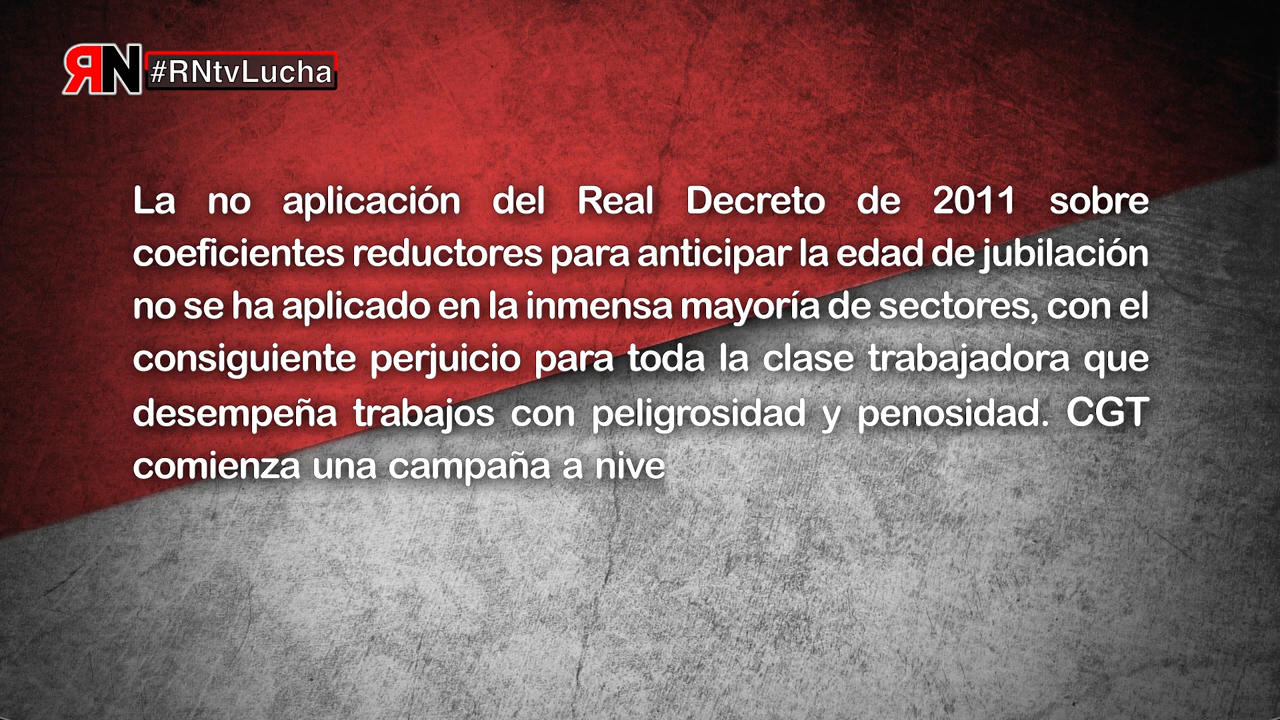 RN #RNtvLucha
La no aplicación del Real Decreto de 2011 sobre
coeficientes reductores para anticipar la edad de jubilación
no se ha aplicado en la inmensa mayoría de sectores, con el
consiguiente perjuicio para toda la clase trabajadora que
desempeña trabajos con peligrosidad y penosidad. CGT
comienza una campaña a nive